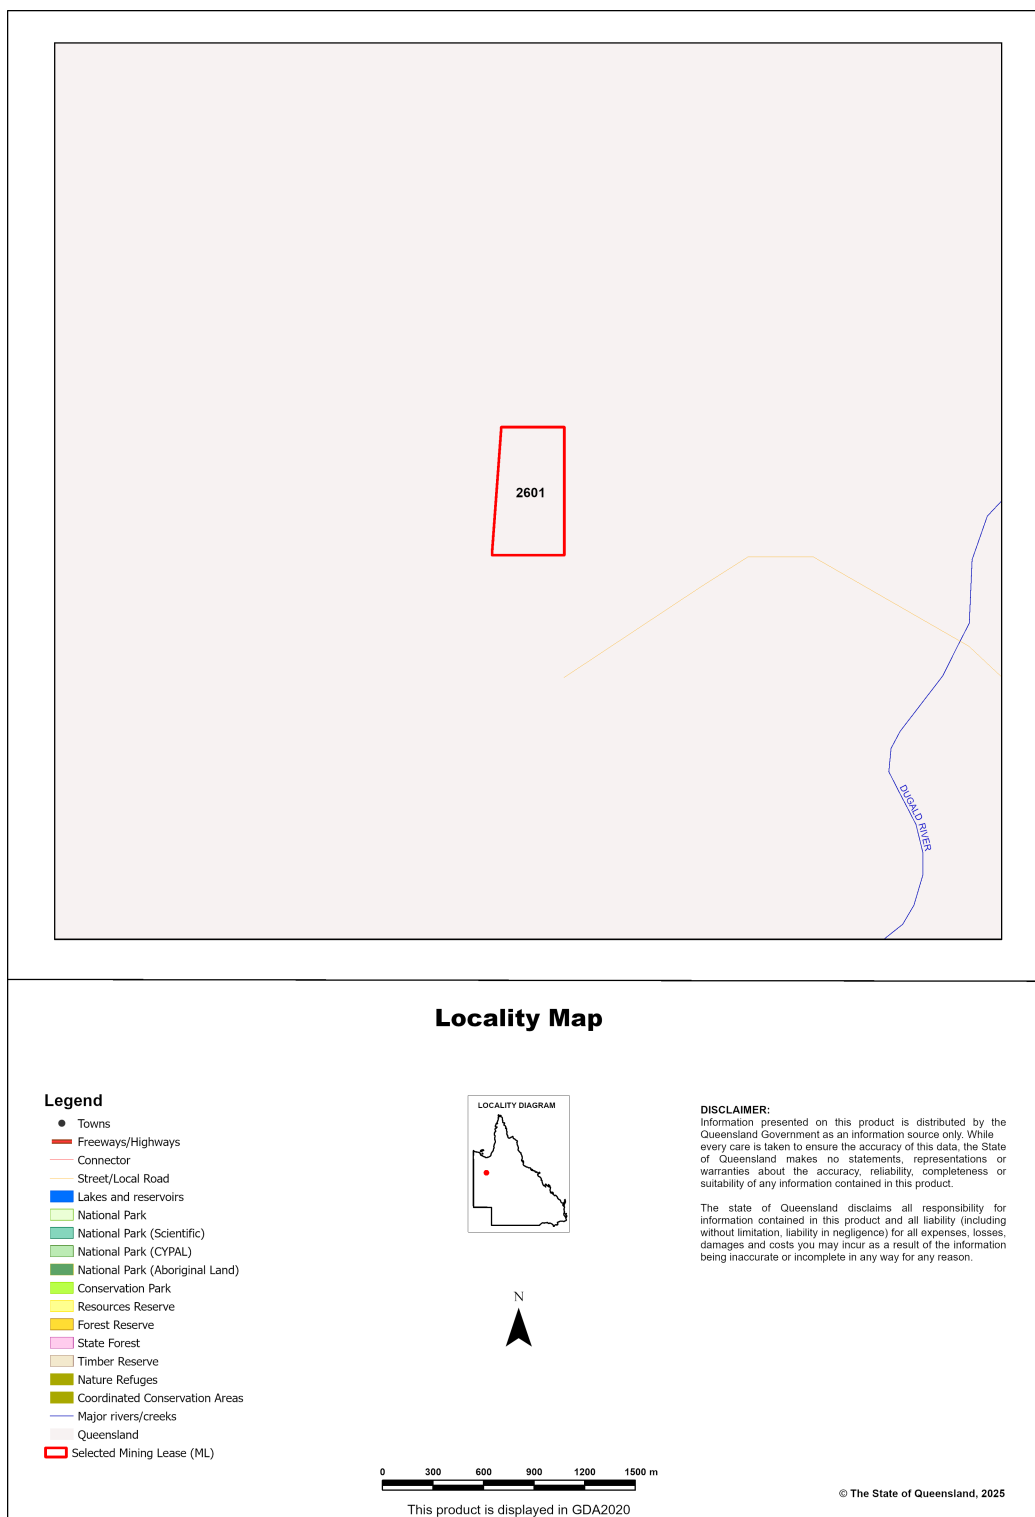 2601
DUGALD RIVER
Locality Map
Legend
Towns
Freeways/Highways
Connector
Street/Local Road
Lakes and reservoirs
National Park
National Park (Scientific)
National Park (CYPAL)
National Park (Aboriginal Land)
Conservation Park
Resources Reserve
Forest Reserve
State Forest
Timber Reserve
Nature Refuges
Coordinated Conservation Areas
Major rivers/creeks
Queensland
Selected Mining Lease (ML)
LOCALITY DIAGRAM
N
0 300 600 900 1200 1500 m
This product is displayed in GDA2020
DISCLAIMER:
Information presented on this product is distributed by the
Queensland Government as an information source only. While
every care is taken to ensure the accuracy of this data, the State
of Queensland makes no statements, representations or
warranties about the accuracy, reliability, completeness or
suitability of any information contained in this product.
The state of Queensland disclaims all responsibility for
information contained in this product and all liability (including
without limitation, liability in negligence) for all expenses, losses,
damages and costs you may incur as a result of the information
being inaccurate or incomplete in any way for any reason.
© The State of Queensland, 2025